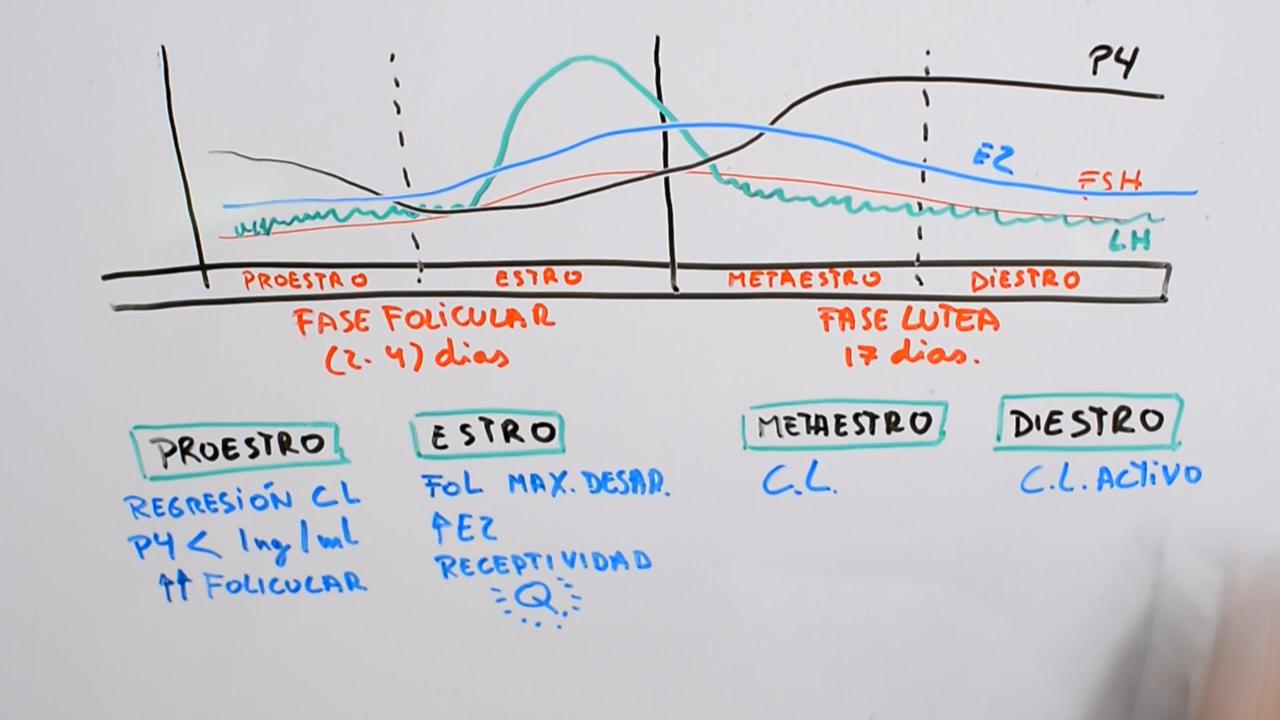 P4
E2
FSH
LH
PROESTRO ESTRO METAESTRO DIESTRO
FASE FOLICULAR
(2-4) dias
FASE LUTEA
17 dias.
PROESTRO
REGRESIÓN CL
P4 < 1ng/ml
↑↑ FOLICULAR
ESTRO
FOL MAX. DESAR.
↑E2
RECEPTIVIDAD
Q
METAESTRO
C.L.
DIESTRO
C.L. ACTIVO